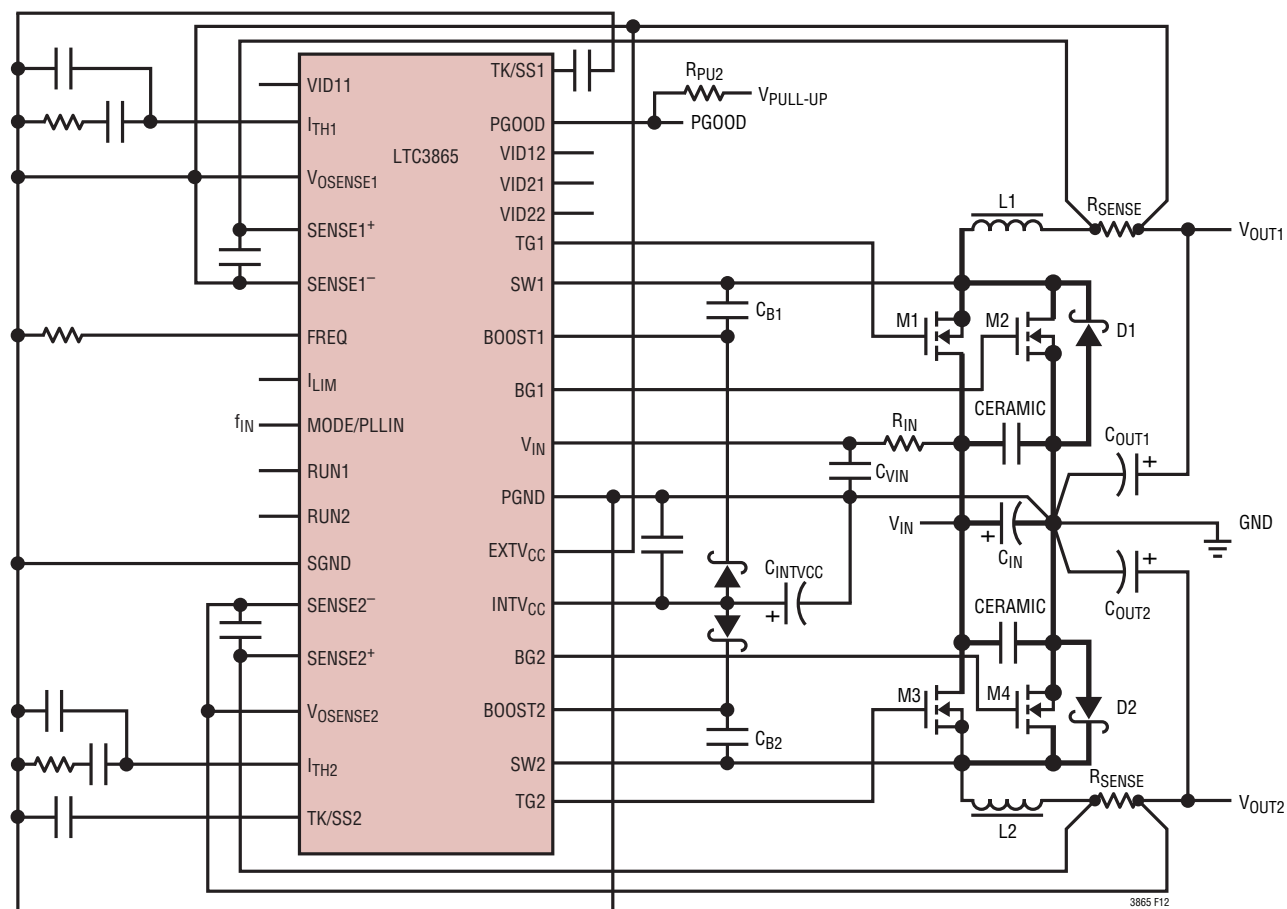 TK/SS1
R_PU2
V_PULL-UP
VID11
I_TH1
PGOOD
PGOOD
LTC3865
VID12
V_OSENSE1
VID21
VID22
L1
R_SENSE
SENSE1+
TG1
V_OUT1
SENSE1–
SW1
C_B1
M1
M2
D1
FREQ
BOOST1
I_LIM
BG1
CERAMIC
f_IN
MODE/PLLIN
R_IN
V_IN
C_OUT1
+
RUN1
C_VIN
PGND
RUN2
V_IN
GND
+
C_IN
EXTV_CC
SGND
C_INTVCC
+
C_OUT2
SENSE2–
INTV_CC
+
CERAMIC
SENSE2+
BG2
M3
M4
D2
V_OSENSE2
BOOST2
C_B2
I_TH2
SW2
R_SENSE
TG2
V_OUT2
TK/SS2
L2
3865 F12